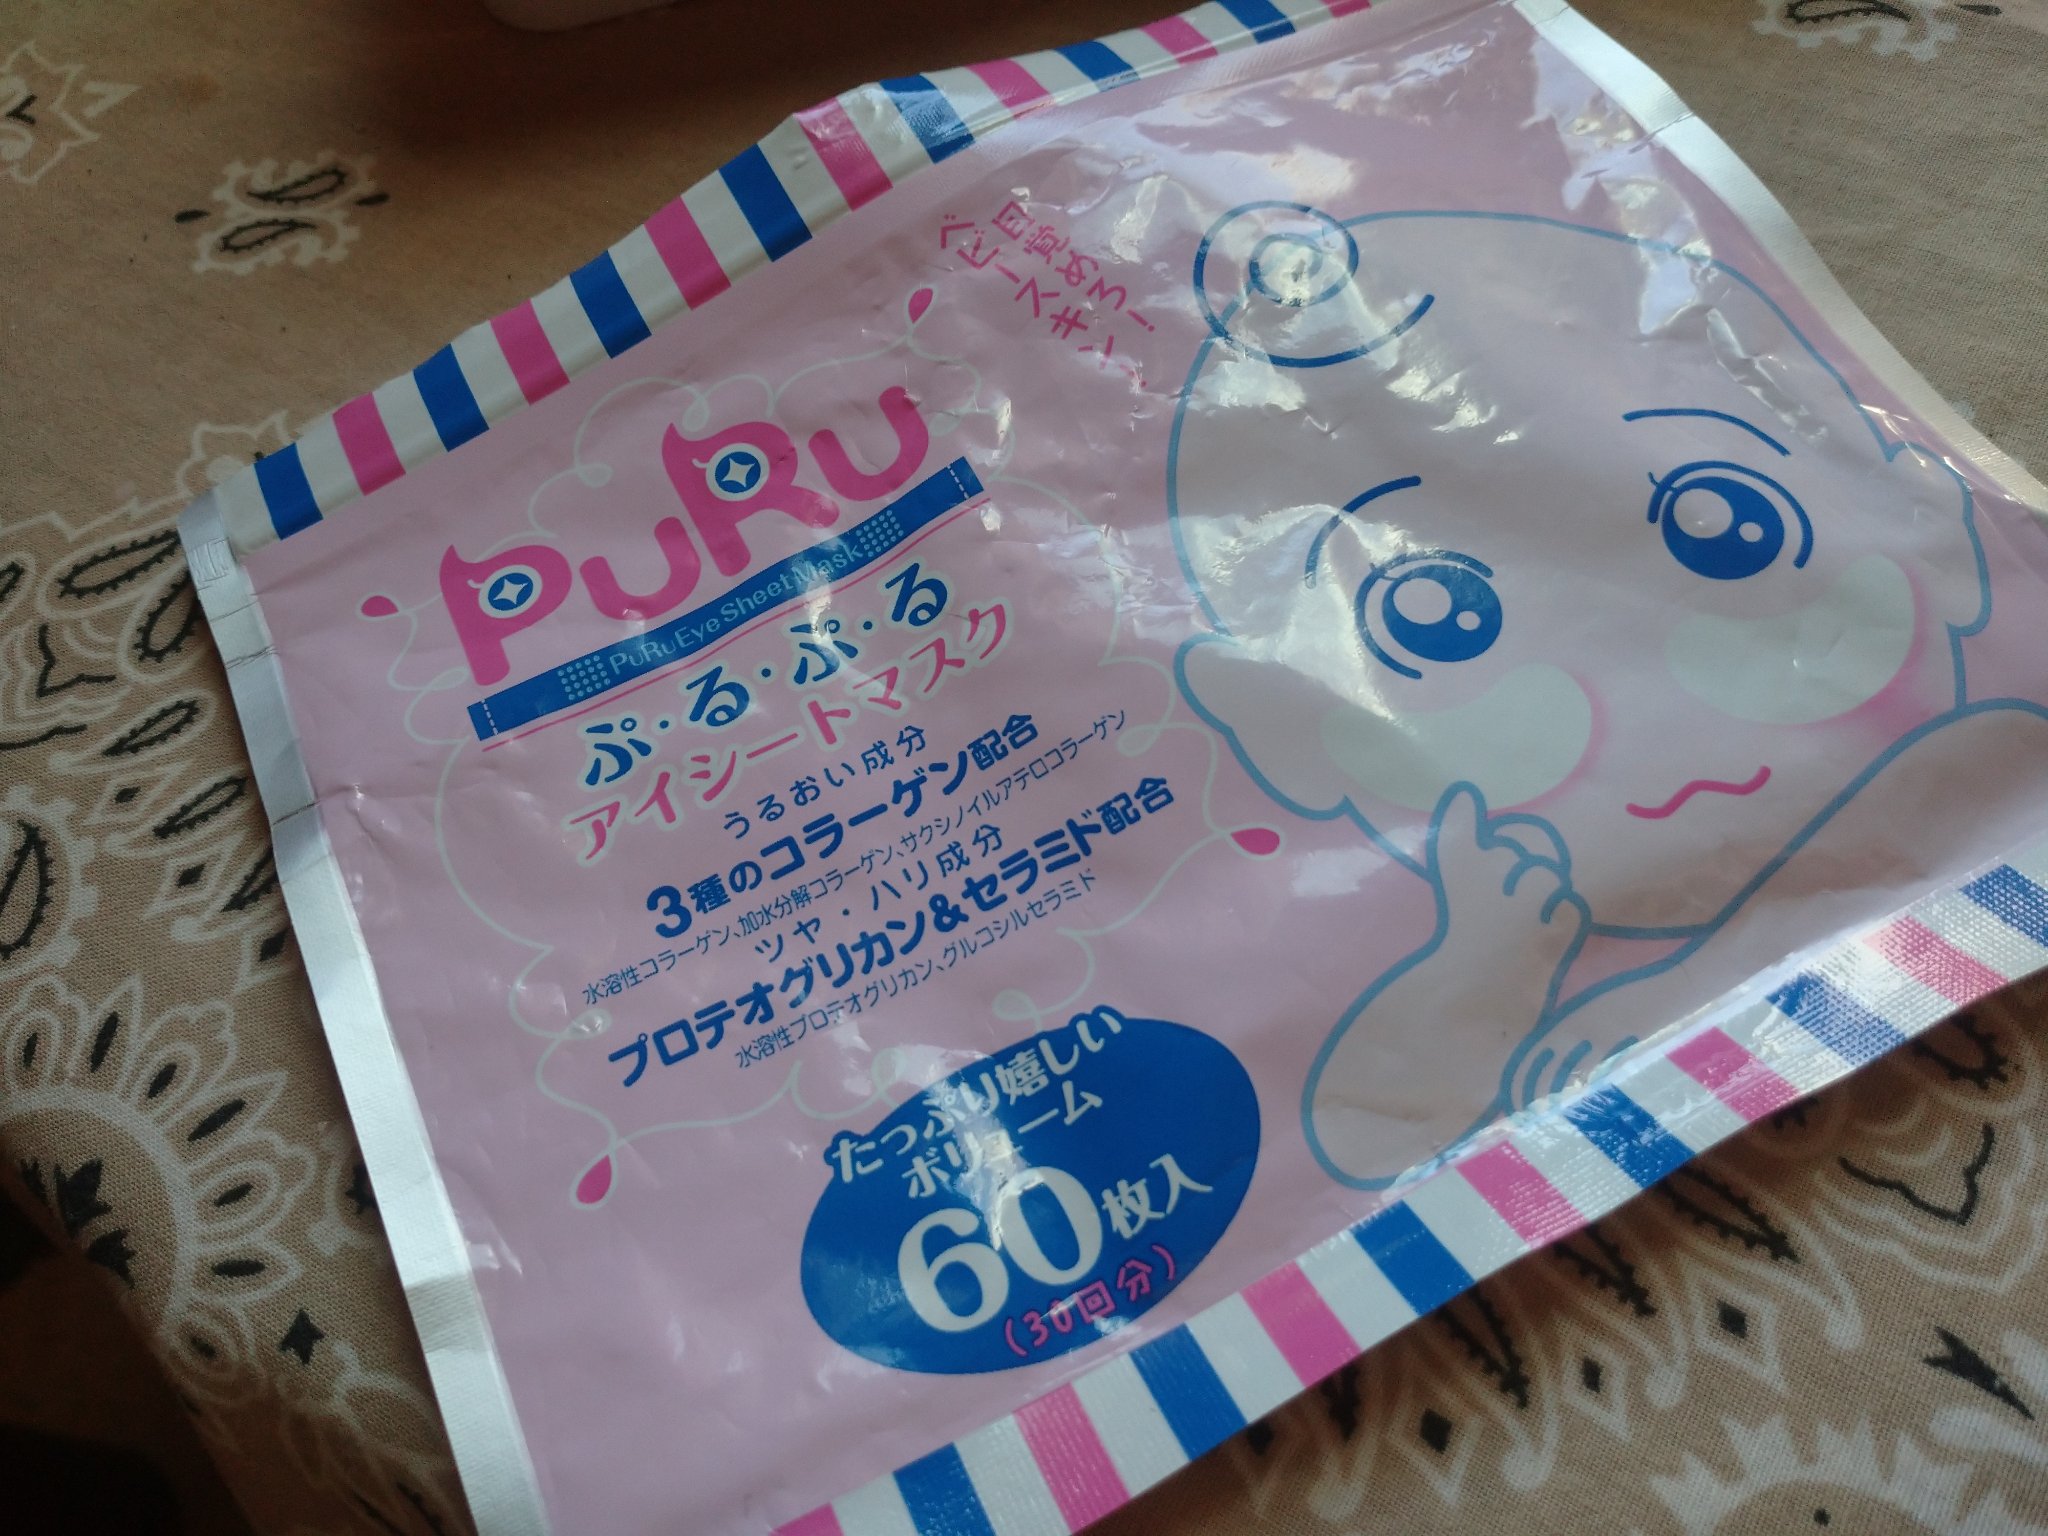 目覚めろ!
ベビースキン!
PuRu
PuRu Eye Sheet Mask
ぷ・る・ぷ・る
アイシートマスク
うるおい成分
3種のコラーゲン配合
水溶性コラーゲン、加水分解コラーゲン、サクシノイルアテロコラーゲン
ツヤ・ハリ成分
プロテオグリカン&セラミド配合
水溶性プロテオグリカン、グルコシルセラミド
たっぷり嬉しい
ボリューム
60枚入
(30回分)